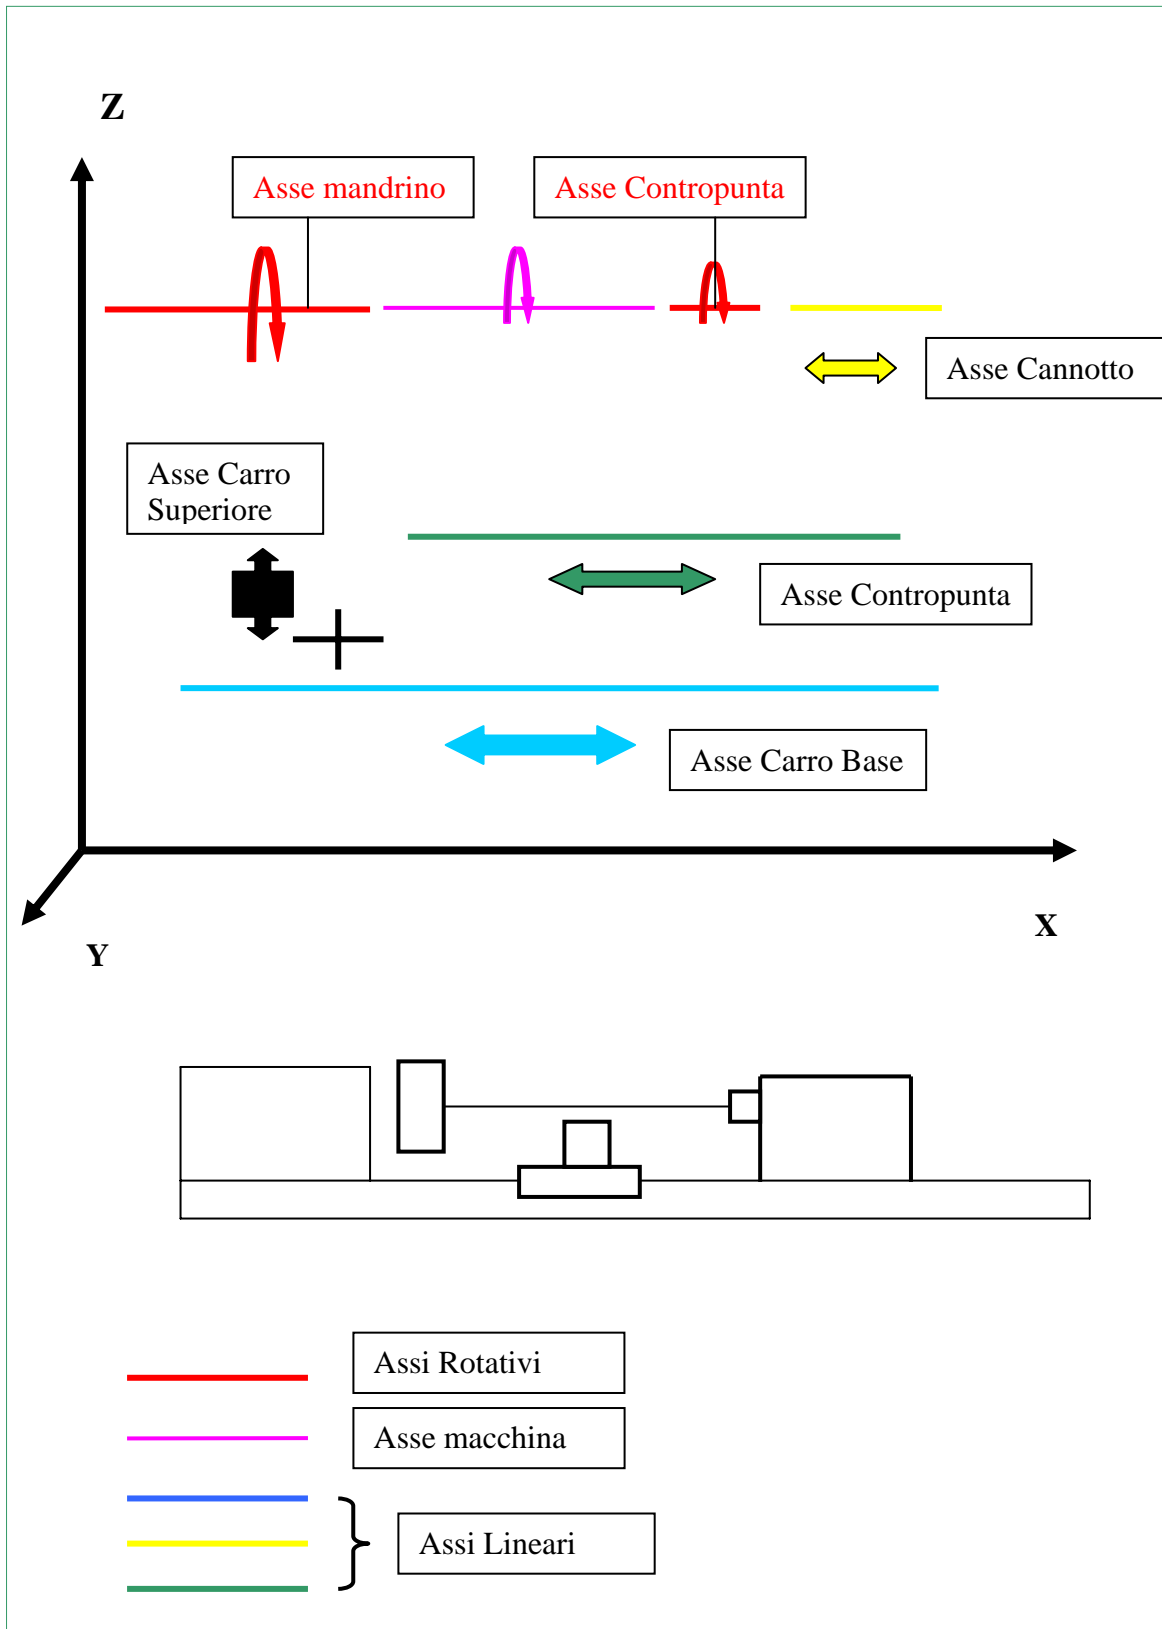 Z
Asse mandrino
Asse Contropunta
Asse Cannotto
Asse Carro
Superiore
Asse Contropunta
Asse Carro Base
X
Y
Assi Rotativi
Asse macchina
Assi Lineari